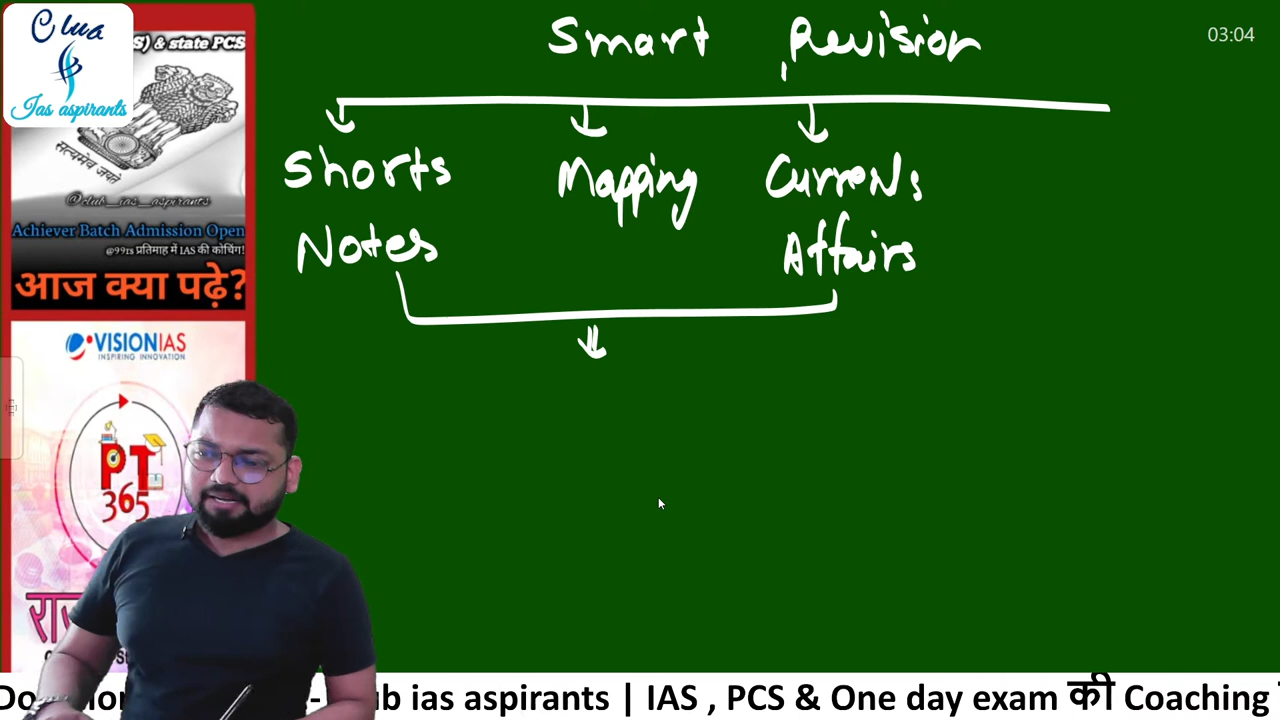 Club
Ias aspirants
S) & state PCS
सत्यमेव जयते
@club_ias_aspirants
Achiever Batch Admission Open
@99rs प्रतिमाह में IAS की कोचिंग!
आज क्या पढ़े?
VISIONIAS
INSPIRING INNOVATION
PT
365
Smart Revision
03:04
Shorts Mapping Currents
Notes Affairs
ias aspirants | IAS , PCS & One day exam की Coaching